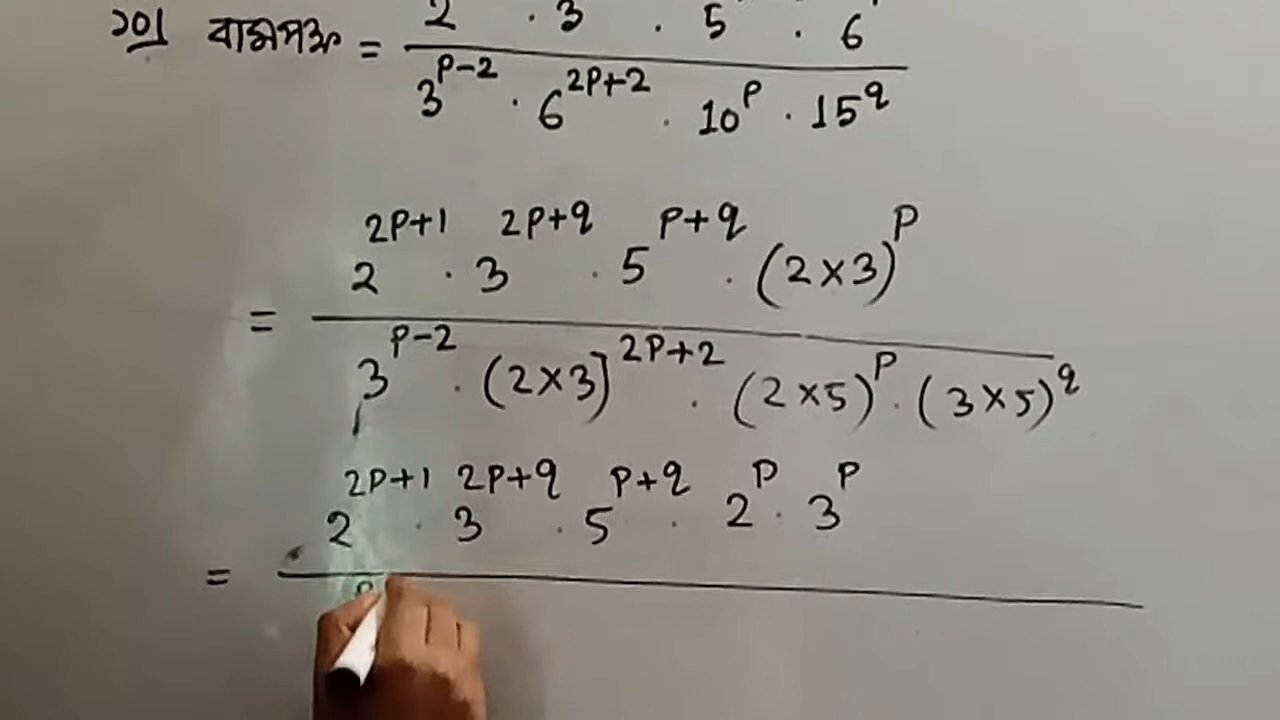 ১০। বামপক্ষ = 2 . 3 . 5 . 6 / 3^(p-2) . 6^(2p+2) . 10^p . 15^q
= 2^(2p+1) . 3^(2p+q) . 5^(p+q) . (2×3)^p / 3^(p-2) . (2×3]^(2p+2) . (2×5)^p . (3×5)^q
= 2^(2p+1) . 3^(2p+q) . 5^(p+q) . 2^p . 3^p